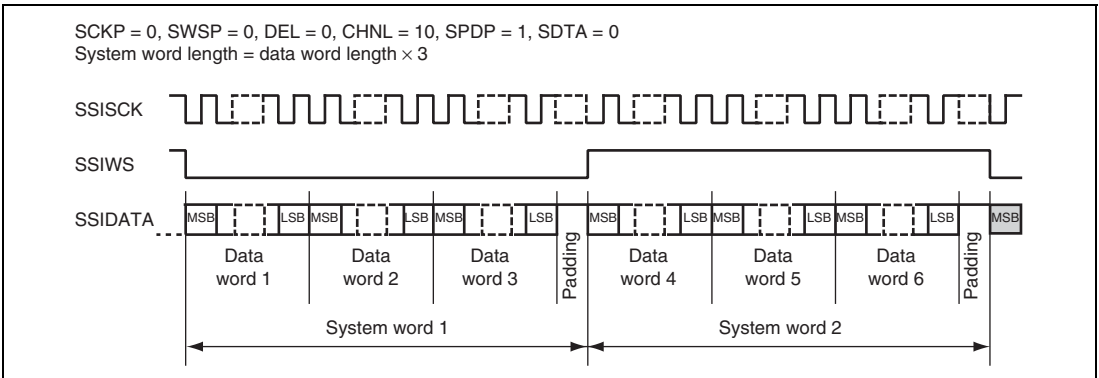 SCKP = 0, SWSP = 0, DEL = 0, CHNL = 10, SPDP = 1, SDTA = 0
System word length = data word length × 3
SSISCK
SSIWS
SSIDATA
MSB LSB MSB LSB MSB LSB MSB LSB MSB LSB MSB LSB MSB
Data word 1
Data word 2
Data word 3
Padding
Data word 4
Data word 5
Data word 6
Padding
System word 1
System word 2